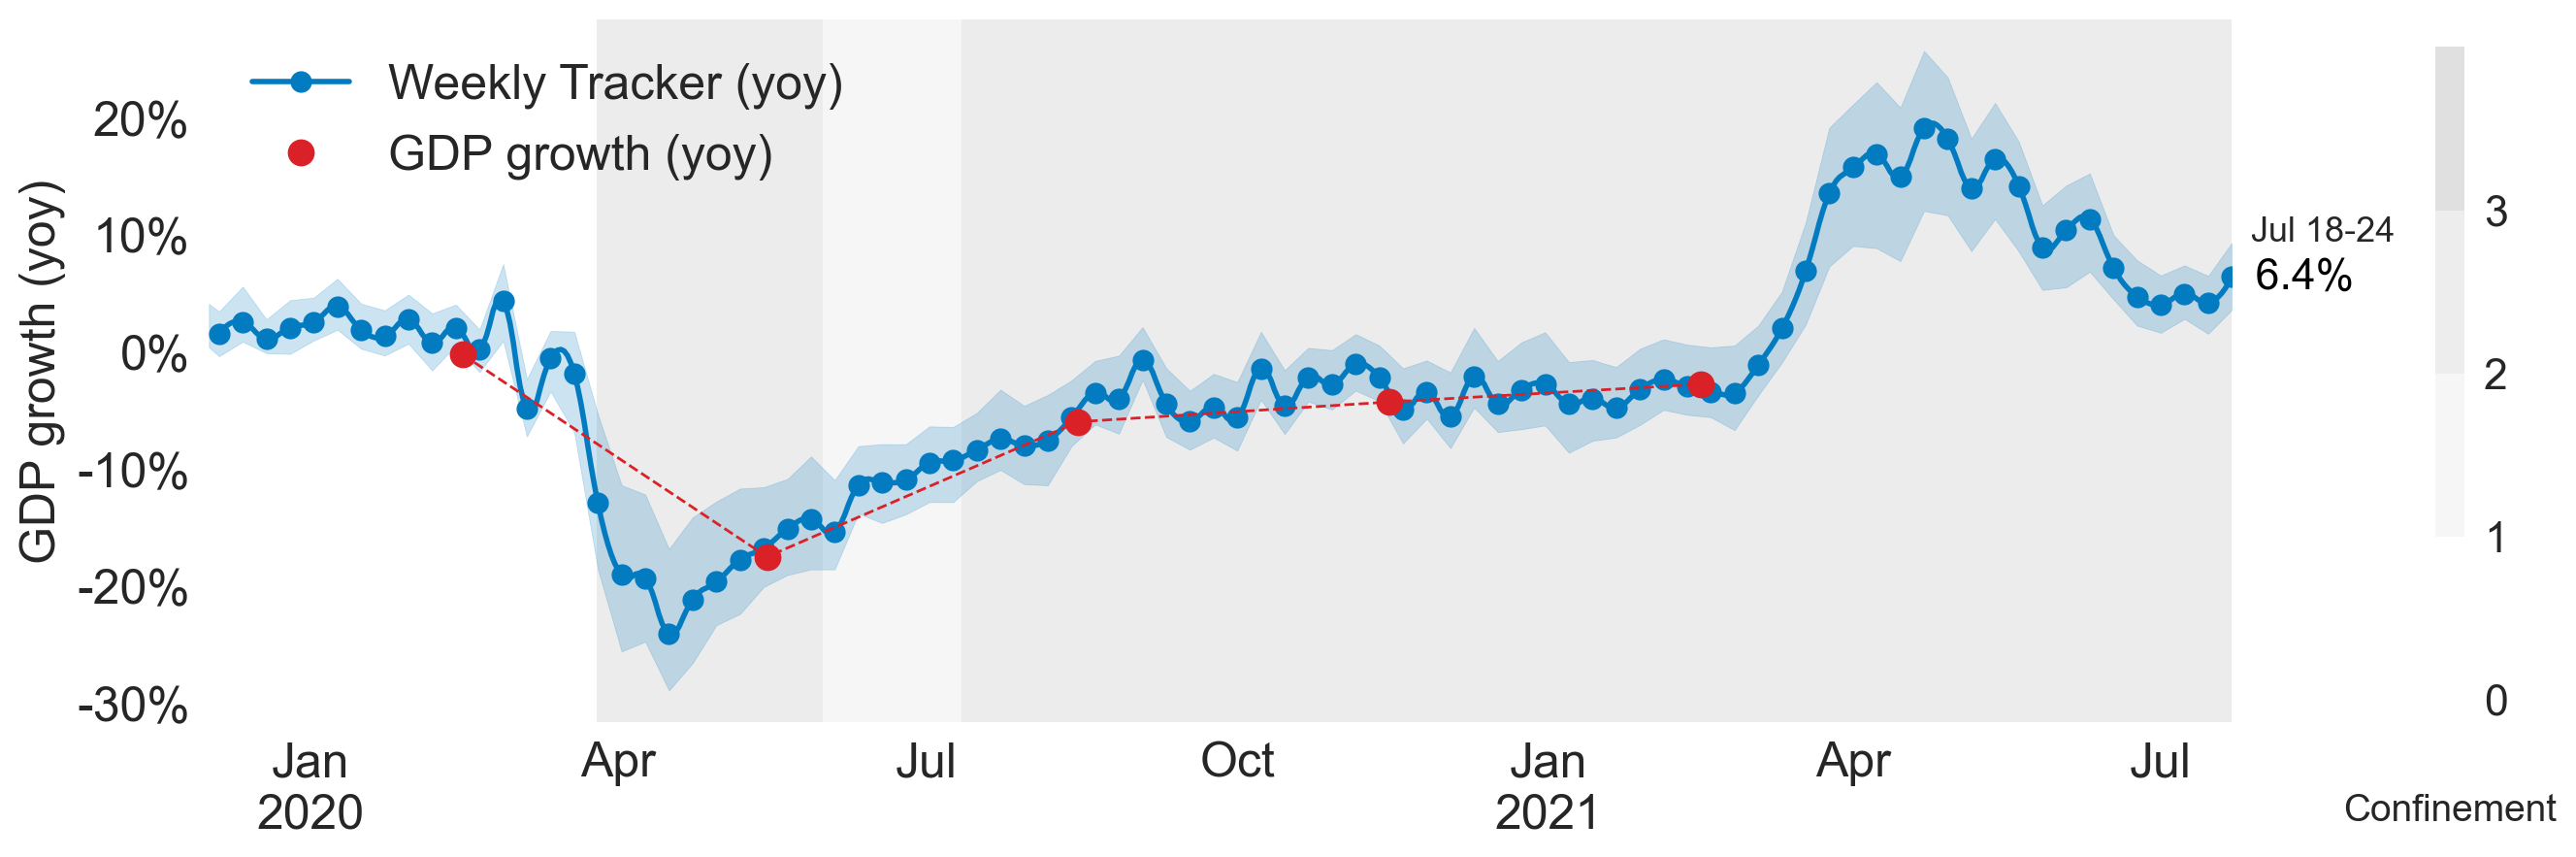 Weekly Tracker (yoy)
GDP growth (yoy)
GDP growth (yoy)
20%
10%
0%
-10%
-20%
-30%
Jan
2020
Apr
Jul
Oct
Jan
2021
Apr
Jul
Jul 18-24
6.4%
3
2
1
0
Confinement